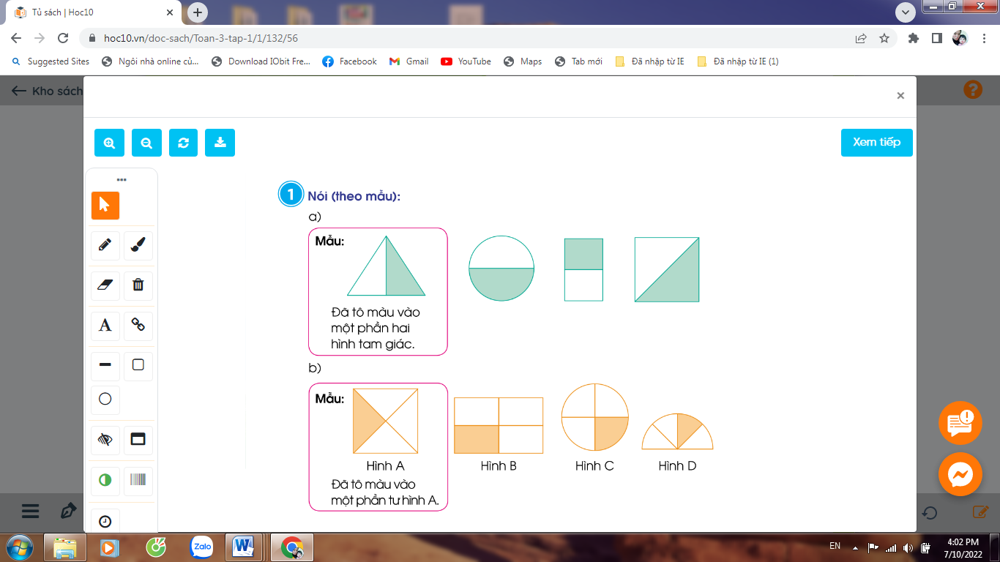 Tủ sách | Hoc10
hoc10.vn/doc-sach/Toan-3-tap-1/1/132/56
Suggested Sites
Ngôi nhà online củ...
Download IObit Fre...
Facebook
Gmail
YouTube
Maps
Tab mới
Đã nhập từ IE
Đã nhập từ IE (1)
Kho sách
Xem tiếp
1 Nói (theo mẫu):
a)
Mẫu:
Đã tô màu vào
một phần hai
hình tam giác.
b)
Mẫu:
Hình A
Hình B
Hình C
Hình D
Đã tô màu vào
một phần tư hình A.
A
Zalo
W
EN
4:02 PM
7/10/2022